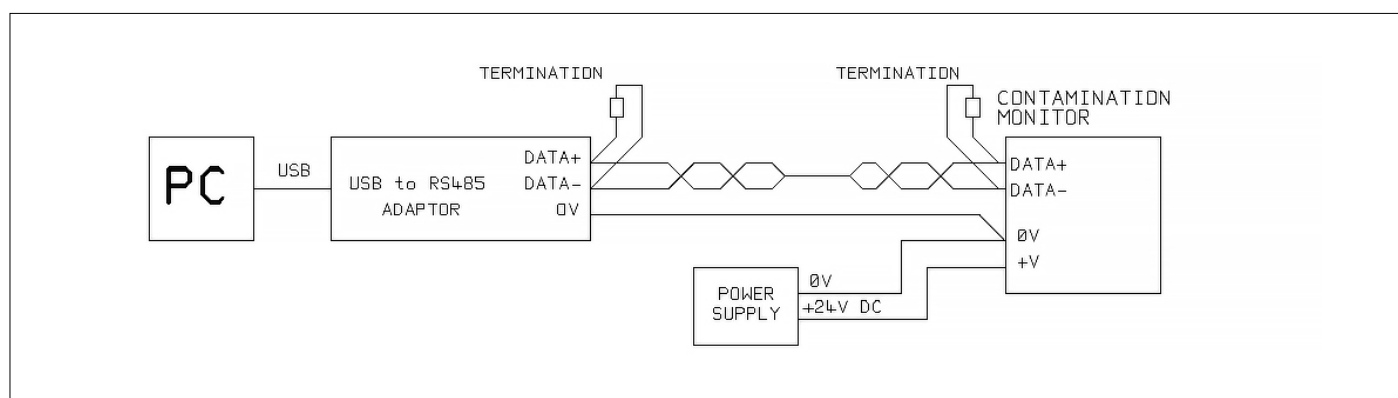 TERMINATION
TERMINATION
CONTAMINATION
MONITOR
PC
USB
USB to RS485
ADAPTOR
DATA+
DATA-
0V
DATA+
DATA-
0V
+V
POWER
SUPPLY
0V
+24V DC